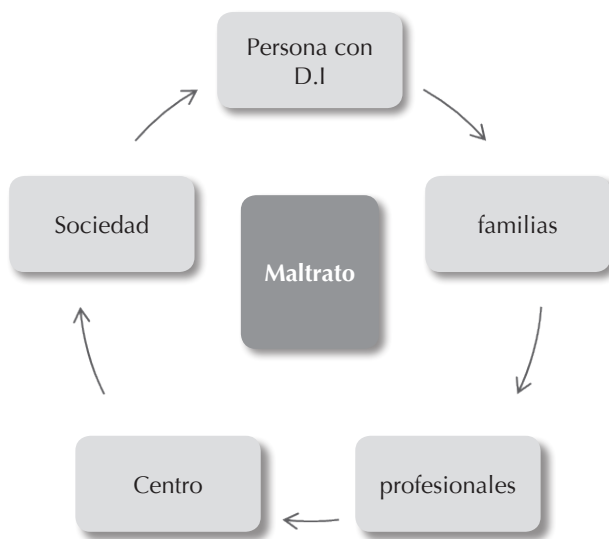 Persona con
D.I
Sociedad
familias
Maltrato
Centro
profesionales